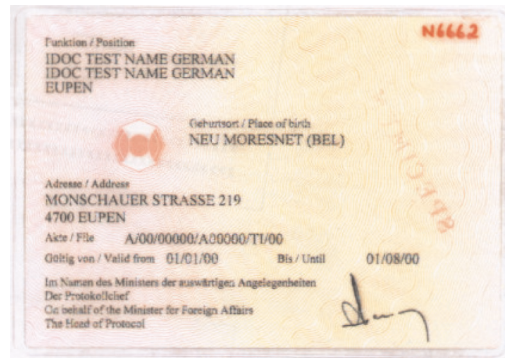 N6662
Funktion / Position
IDOC TEST NAME GERMAN
IDOC TEST NAME GERMAN
EUPEN
Geburtsort / Place of birth
NEU MORESNET (BEL)
Adresse / Address
MONSCHAUER STRASSE 219
4700 EUPEN
Akte / File A/00/00000/A00000/TI/00
Gültig von / Valid from 01/01/00 Bis / Until 01/08/00
Im Namen des Ministers der auswärtigen Angelegenheiten
Der Protokollchef
On behalf of the Minister for Foreign Affairs
The Head of Protocol
SPECIMEN